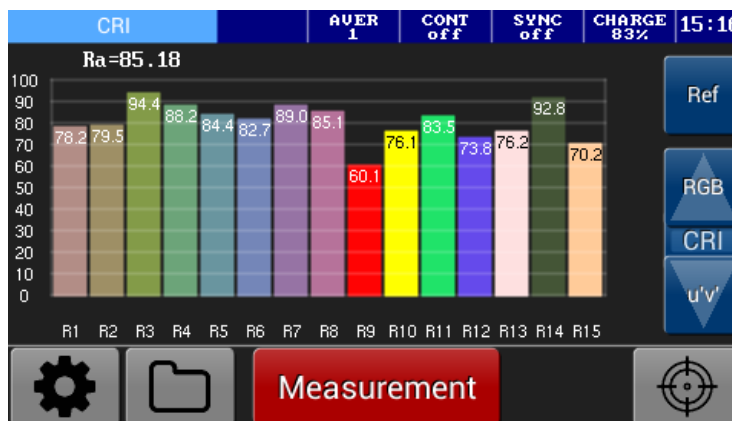 CRI AVER CONT SYNC CHARGE 15:16
1 off off 83%
Ra=85.18
100
90
80
70
60
50
40
30
20
10
0
78.2 79.5 94.4 88.2 84.4 82.7 89.0 85.1 60.1 76.1 83.5 73.8 76.2 92.8 70.2
R1 R2 R3 R4 R5 R6 R7 R8 R9 R10 R11 R12 R13 R14 R15
Ref
RGB
CRI
u'v'
Measurement